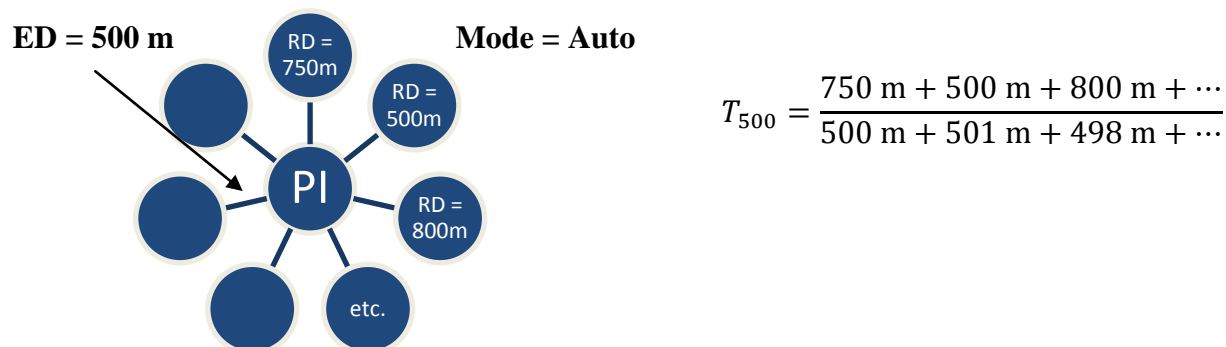 ED = 500 m
Mode = Auto
RD =
750m
RD =
500m
PI
RD =
800m
etc.
T₅₀₀ = (750 m + 500 m + 800 m + ⋯) / (500 m + 501 m + 498 m + ⋯)